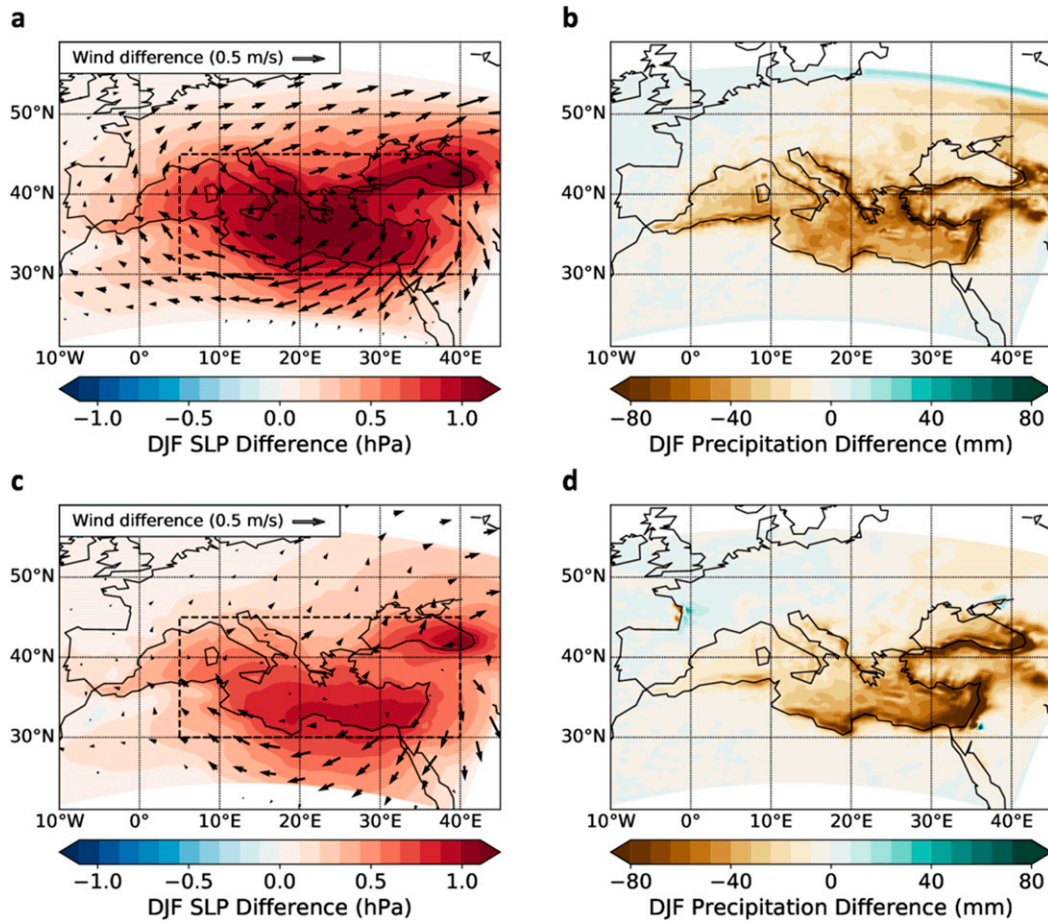 a
b
Wind difference (0.5 m/s)
50°N
40°N
30°N
10°W 0° 10°E 20°E 30°E 40°E
50°N
40°N
30°N
10°W 0° 10°E 20°E 30°E 40°E
−1.0 −0.5 0.0 0.5 1.0
DJF SLP Difference (hPa)
−80 −40 0 40 80
DJF Precipitation Difference (mm)
c
d
Wind difference (0.5 m/s)
50°N
40°N
30°N
10°W 0° 10°E 20°E 30°E 40°E
50°N
40°N
30°N
10°W 0° 10°E 20°E 30°E 40°E
−1.0 −0.5 0.0 0.5 1.0
DJF SLP Difference (hPa)
−80 −40 0 40 80
DJF Precipitation Difference (mm)